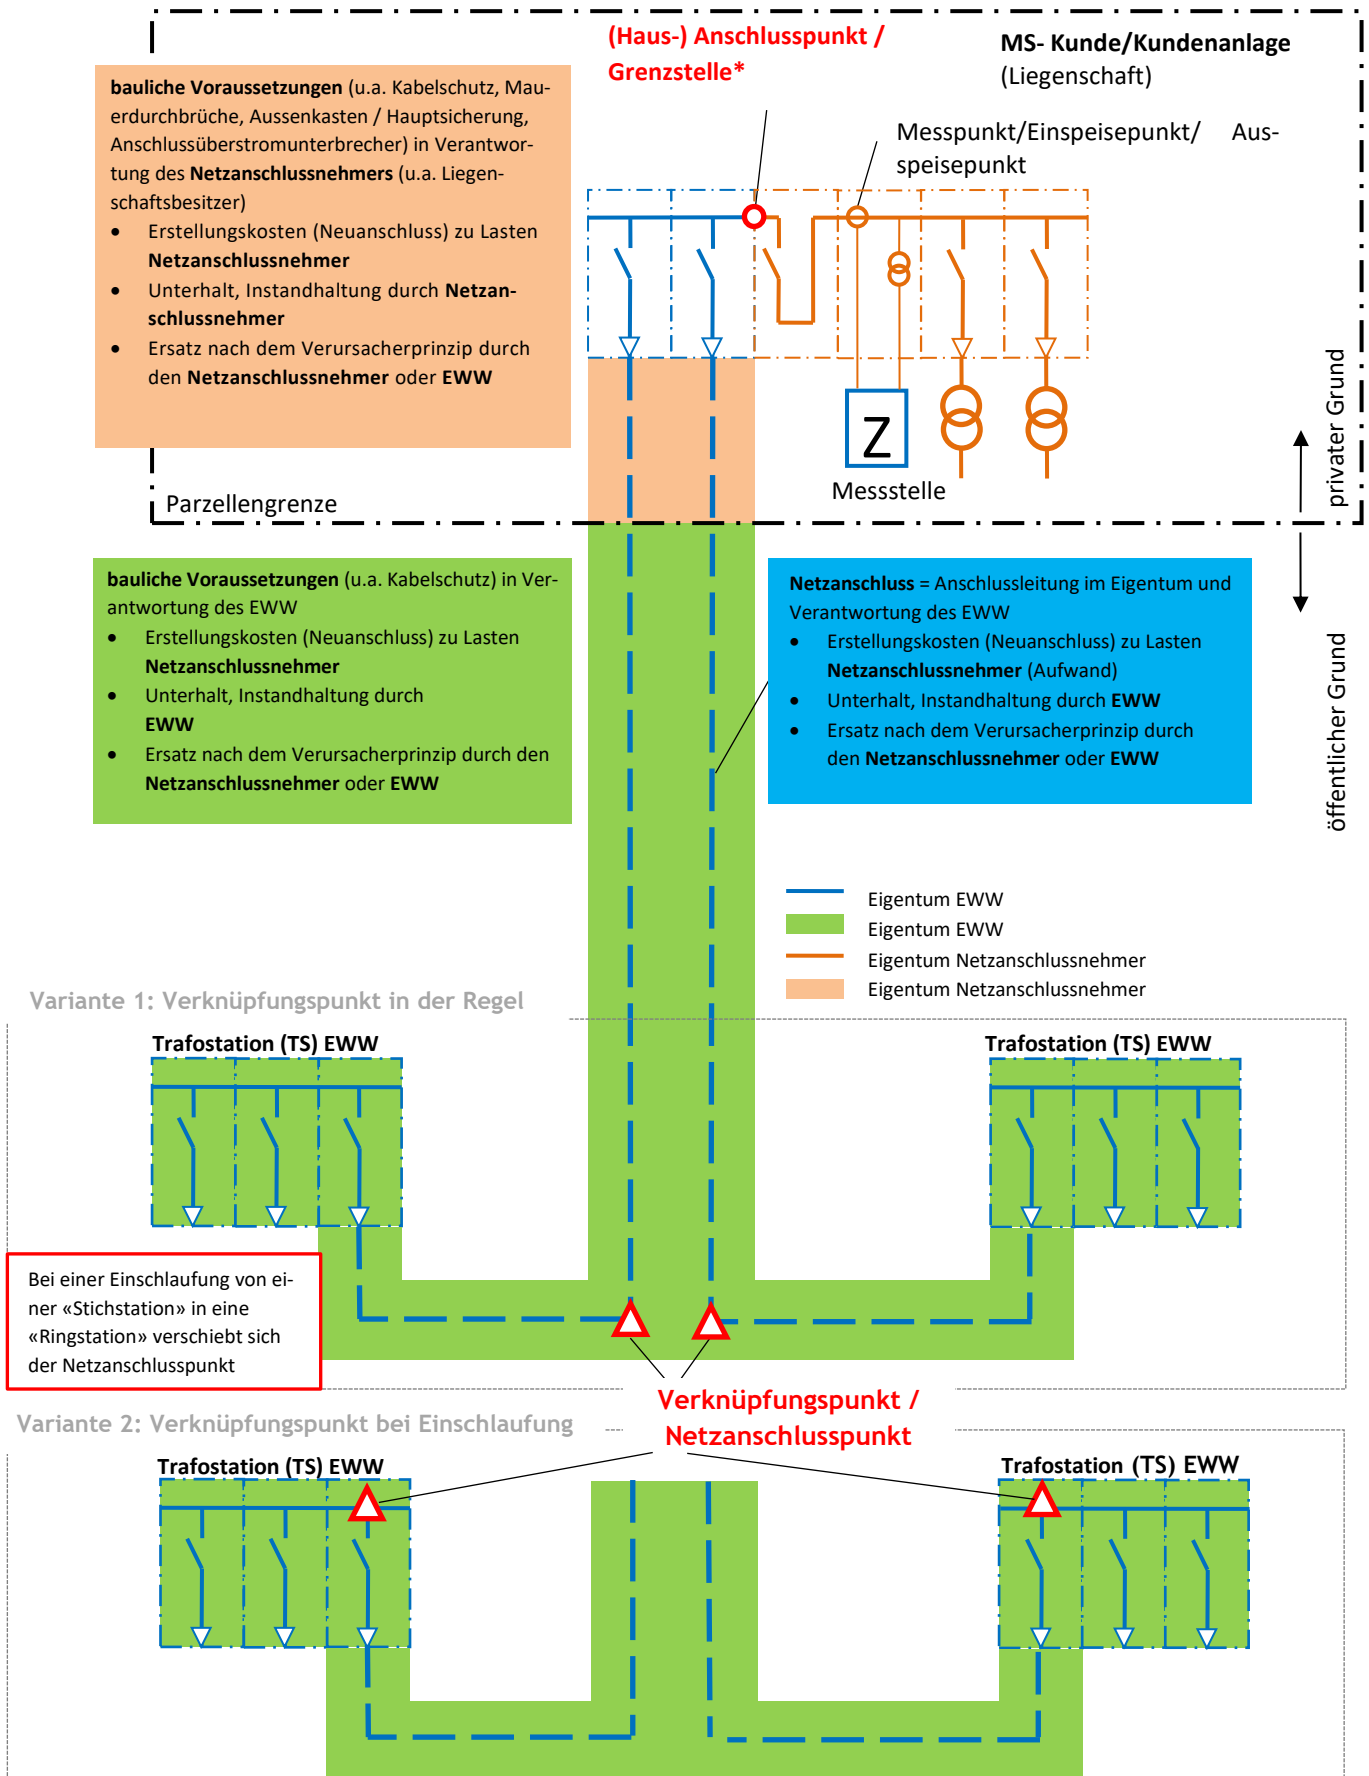 (Haus-) Anschlusspunkt /
Grenzstelle*
MS- Kunde/Kundenanlage
(Liegenschaft)
bauliche Voraussetzungen (u.a. Kabelschutz, Mau-
erdurchbrüche, Aussenkasten / Hauptsicherung,
Anschlussüberstromunterbrecher) in Verantwor-
tung des Netzanschlussnehmers (u.a. Liegen-
schaftsbesitzer)
• Erstellungskosten (Neuanschluss) zu Lasten
Netzanschlussnehmer
• Unterhalt, Instandhaltung durch Netzan-
schlussnehmer
• Ersatz nach dem Verursacherprinzip durch
den Netzanschlussnehmer oder EWW
Messpunkt/Einspeisepunkt/ Aus-
speisepunkt
Z
Messstelle
Parzellengrenze
privater Grund
öffentlicher Grund
bauliche Voraussetzungen (u.a. Kabelschutz) in Ver-
antwortung des EWW
• Erstellungskosten (Neuanschluss) zu Lasten
Netzanschlussnehmer
• Unterhalt, Instandhaltung durch
EWW
• Ersatz nach dem Verursacherprinzip durch den
Netzanschlussnehmer oder EWW
Netzanschluss = Anschlussleitung im Eigentum und
Verantwortung des EWW
• Erstellungskosten (Neuanschluss) zu Lasten
Netzanschlussnehmer (Aufwand)
• Unterhalt, Instandhaltung durch EWW
• Ersatz nach dem Verursacherprinzip durch
den Netzanschlussnehmer oder EWW
Eigentum EWW
Eigentum EWW
Eigentum Netzanschlussnehmer
Eigentum Netzanschlussnehmer
Variante 1: Verknüpfungspunkt in der Regel
Trafostation (TS) EWW
Trafostation (TS) EWW
Bei einer Einschlaufung von ei-
ner «Stichstation» in eine
«Ringstation» verschiebt sich
der Netzanschlusspunkt
Verknüpfungspunkt /
Netzanschlusspunkt
Variante 2: Verknüpfungspunkt bei Einschlaufung
Trafostation (TS) EWW
Trafostation (TS) EWW